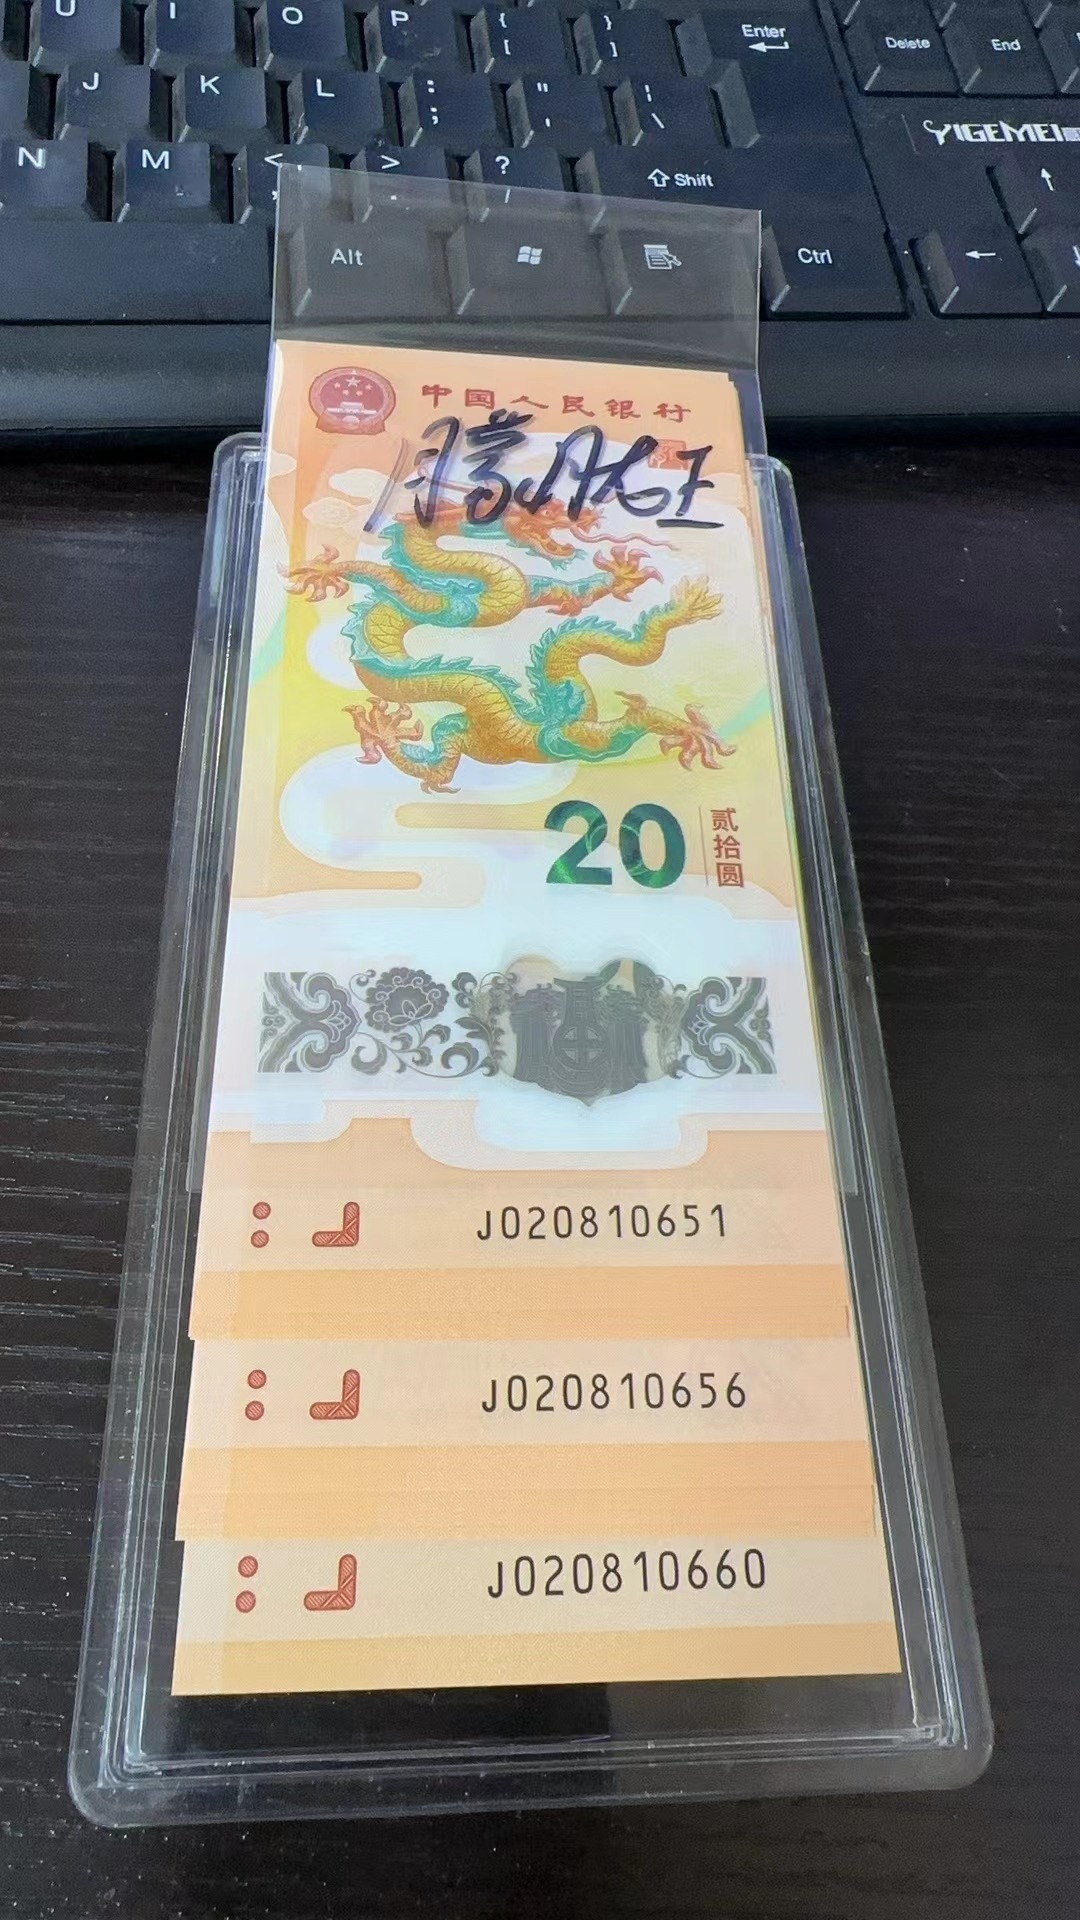 U I O P { [ } ] Enter Delete End
J K L : ; " ' | \
YIGEMEI
N M < , > . ? / Shift
Alt Ctrl
中国人民银行
20 贰拾圆
J020810651
J020810656
J020810660